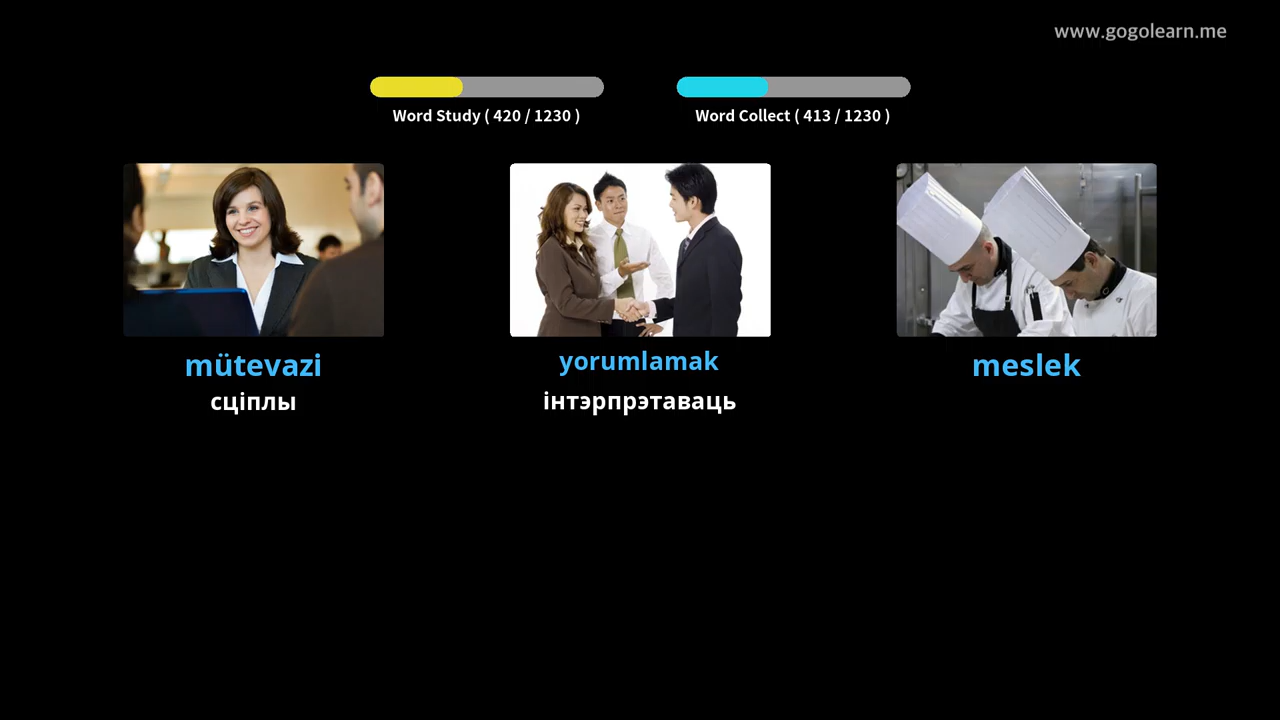 www.gogolearn.me
Word Study ( 420 / 1230 )
Word Collect ( 413 / 1230 )
mütevazi
сціплы
yorumlamak
інтэрпрэтаваць
meslek